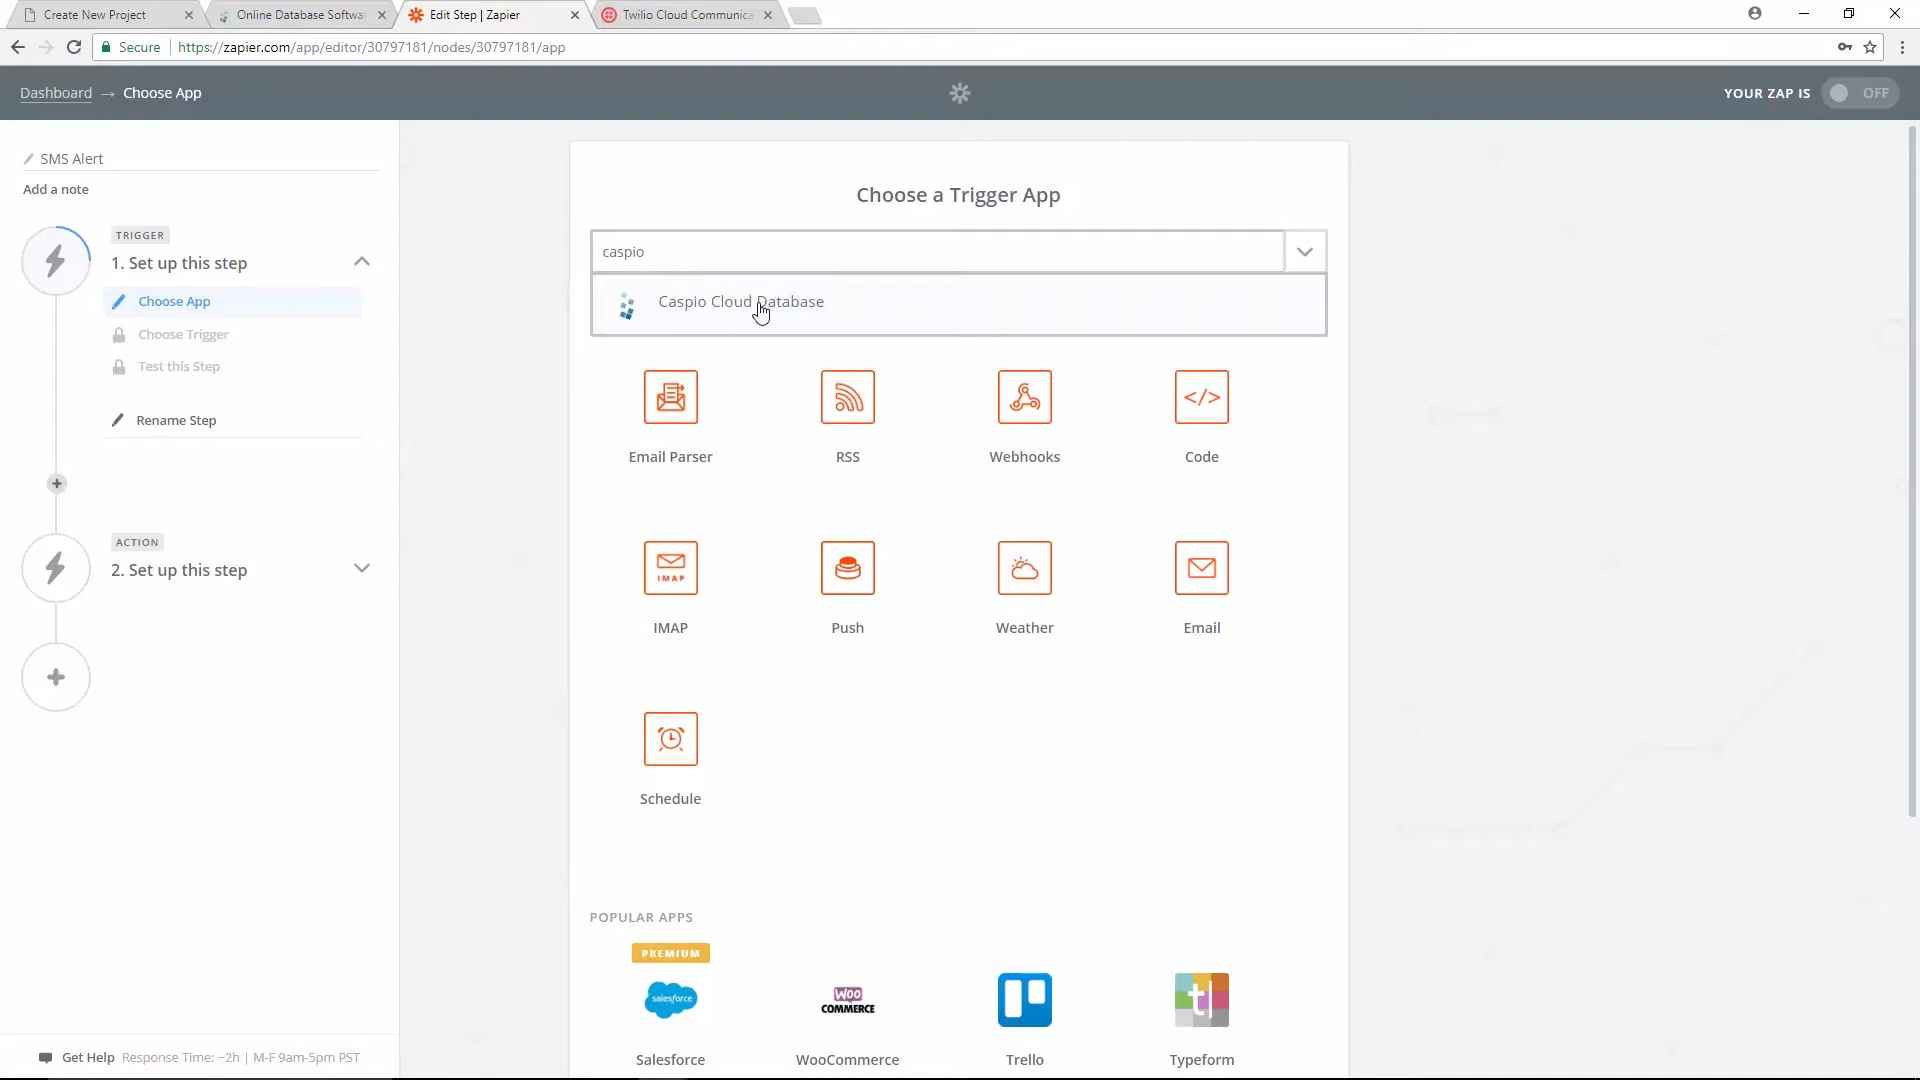 Create New Project
Online Database Softwa
Edit Step | Zapier
Twilio Cloud Communica
Secure
https://zapier.com/app/editor/30797181/nodes/30797181/app
Dashboard → Choose App
YOUR ZAP IS OFF
SMS Alert
Add a note
TRIGGER
1. Set up this step
Choose App
Choose Trigger
Test this Step
Rename Step
ACTION
2. Set up this step
Get Help Response Time: ~2h | M-F 9am-5pm PST
Choose a Trigger App
caspio
Caspio Cloud Database
</>
Email Parser
RSS
Webhooks
Code
IMAP
IMAP
Push
Weather
Email
Schedule
POPULAR APPS
PREMIUM
salesforce
WOO COMMERCE
tl
Salesforce
WooCommerce
Trello
Typeform